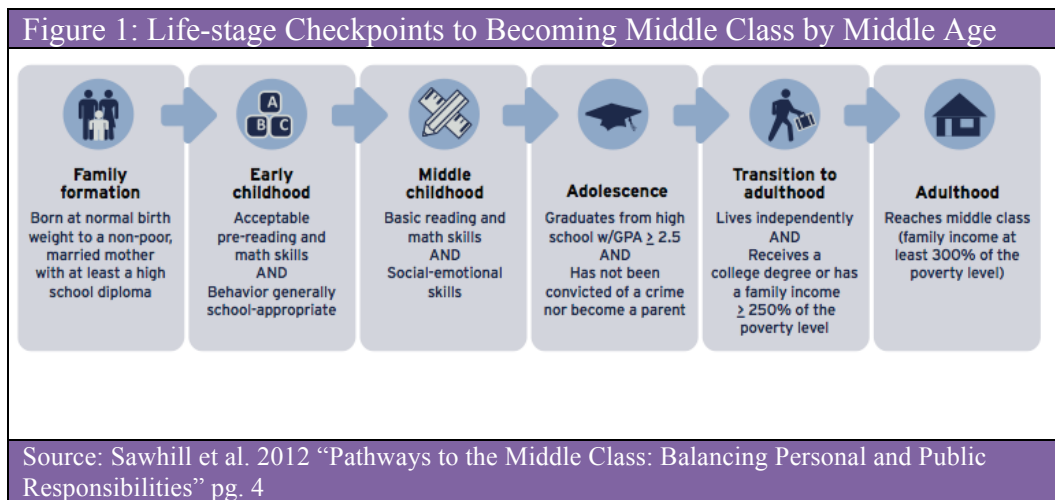 Figure 1: Life-stage Checkpoints to Becoming Middle Class by Middle Age
A
B C
Family
formation
Born at normal birth
weight to a non-poor,
married mother
with at least a high
school diploma
Early
childhood
Acceptable
pre-reading and
math skills
AND
Behavior generally
school-appropriate
Middle
childhood
Basic reading and
math skills
AND
Social-emotional
skills
Adolescence
Graduates from high
school w/GPA ≥ 2.5
AND
Has not been
convicted of a crime
nor become a parent
Transition to
adulthood
Lives independently
AND
Receives a
college degree or has
a family income
≥ 250% of the
poverty level
Adulthood
Reaches middle class
(family income at
least 300% of the
poverty level)
Source: Sawhill et al. 2012 “Pathways to the Middle Class: Balancing Personal and Public
Responsibilities” pg. 4